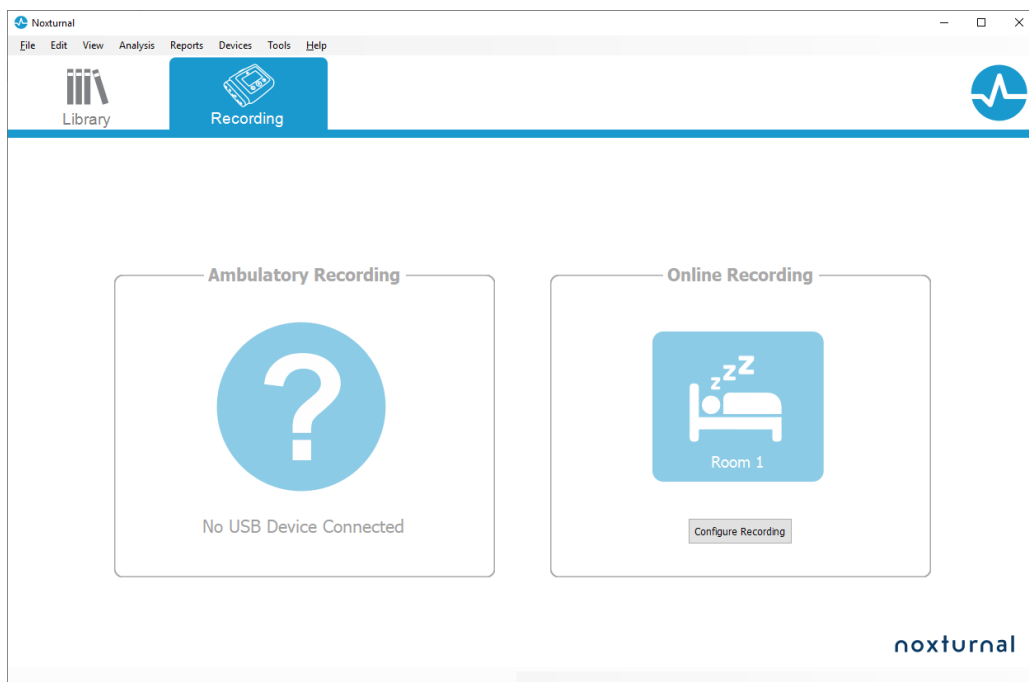 Noxturnal
File Edit View Analysis Reports Devices Tools Help
Library
Recording
Ambulatory Recording
No USB Device Connected
Online Recording
zzZ
Room 1
Configure Recording
noxturnal